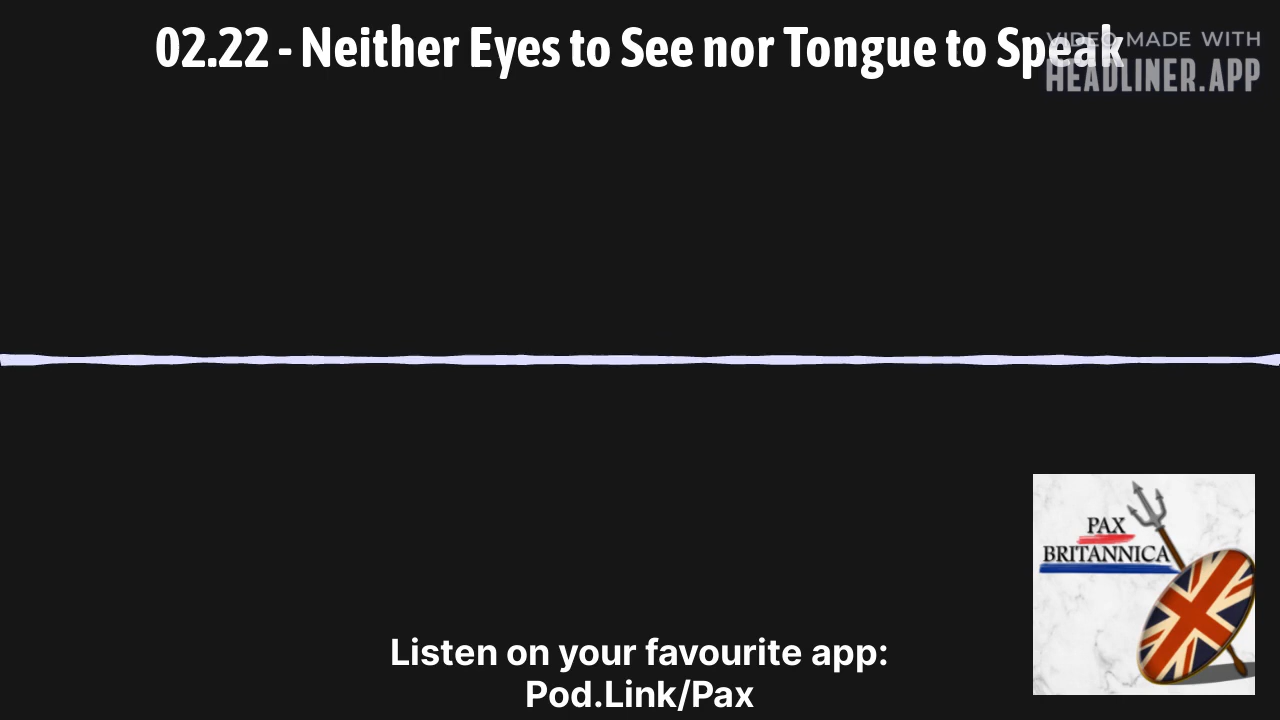 02.22 - Neither Eyes to See nor Tongue to Speak
VIDEO MADE WITH
HEADLINER.APP
PAX
BRITANNICA
Listen on your favourite app:
Pod.Link/Pax